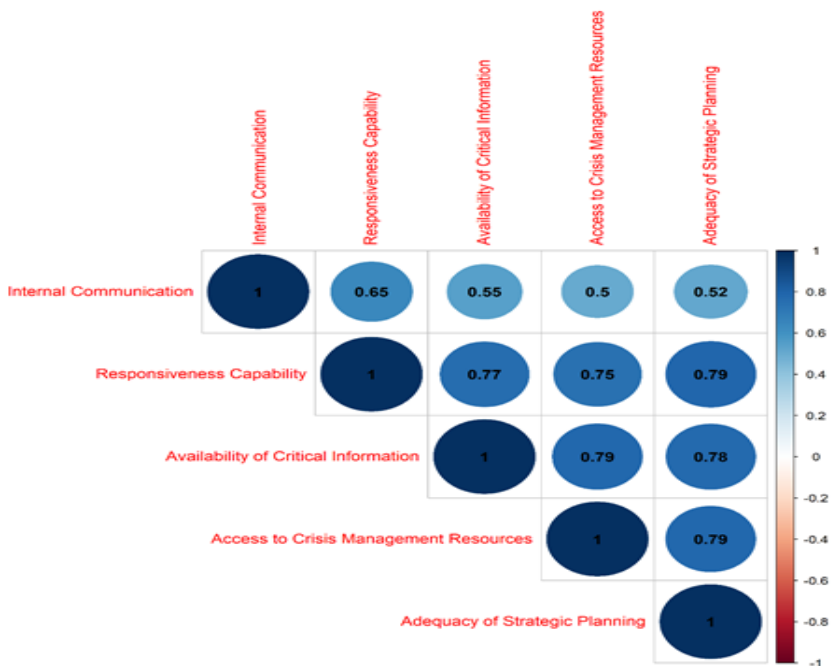 Internal Communication
Responsiveness Capability
Availability of Critical Information
Access to Crisis Management Resources
Adequacy of Strategic Planning
Internal Communication
1
0.65
0.55
0.5
0.52
Responsiveness Capability
1
0.77
0.75
0.79
Availability of Critical Information
1
0.79
0.78
Access to Crisis Management Resources
1
0.79
Adequacy of Strategic Planning
1
1
0.8
0.6
0.4
0.2
0
-0.2
-0.4
-0.6
-0.8
-1